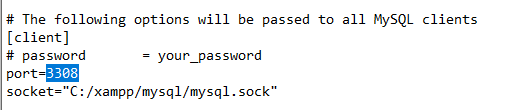 # The following options will be passed to all MySQL clients
[client]
# password       = your_password
port=3308
socket="C:/xampp/mysql/mysql.sock"